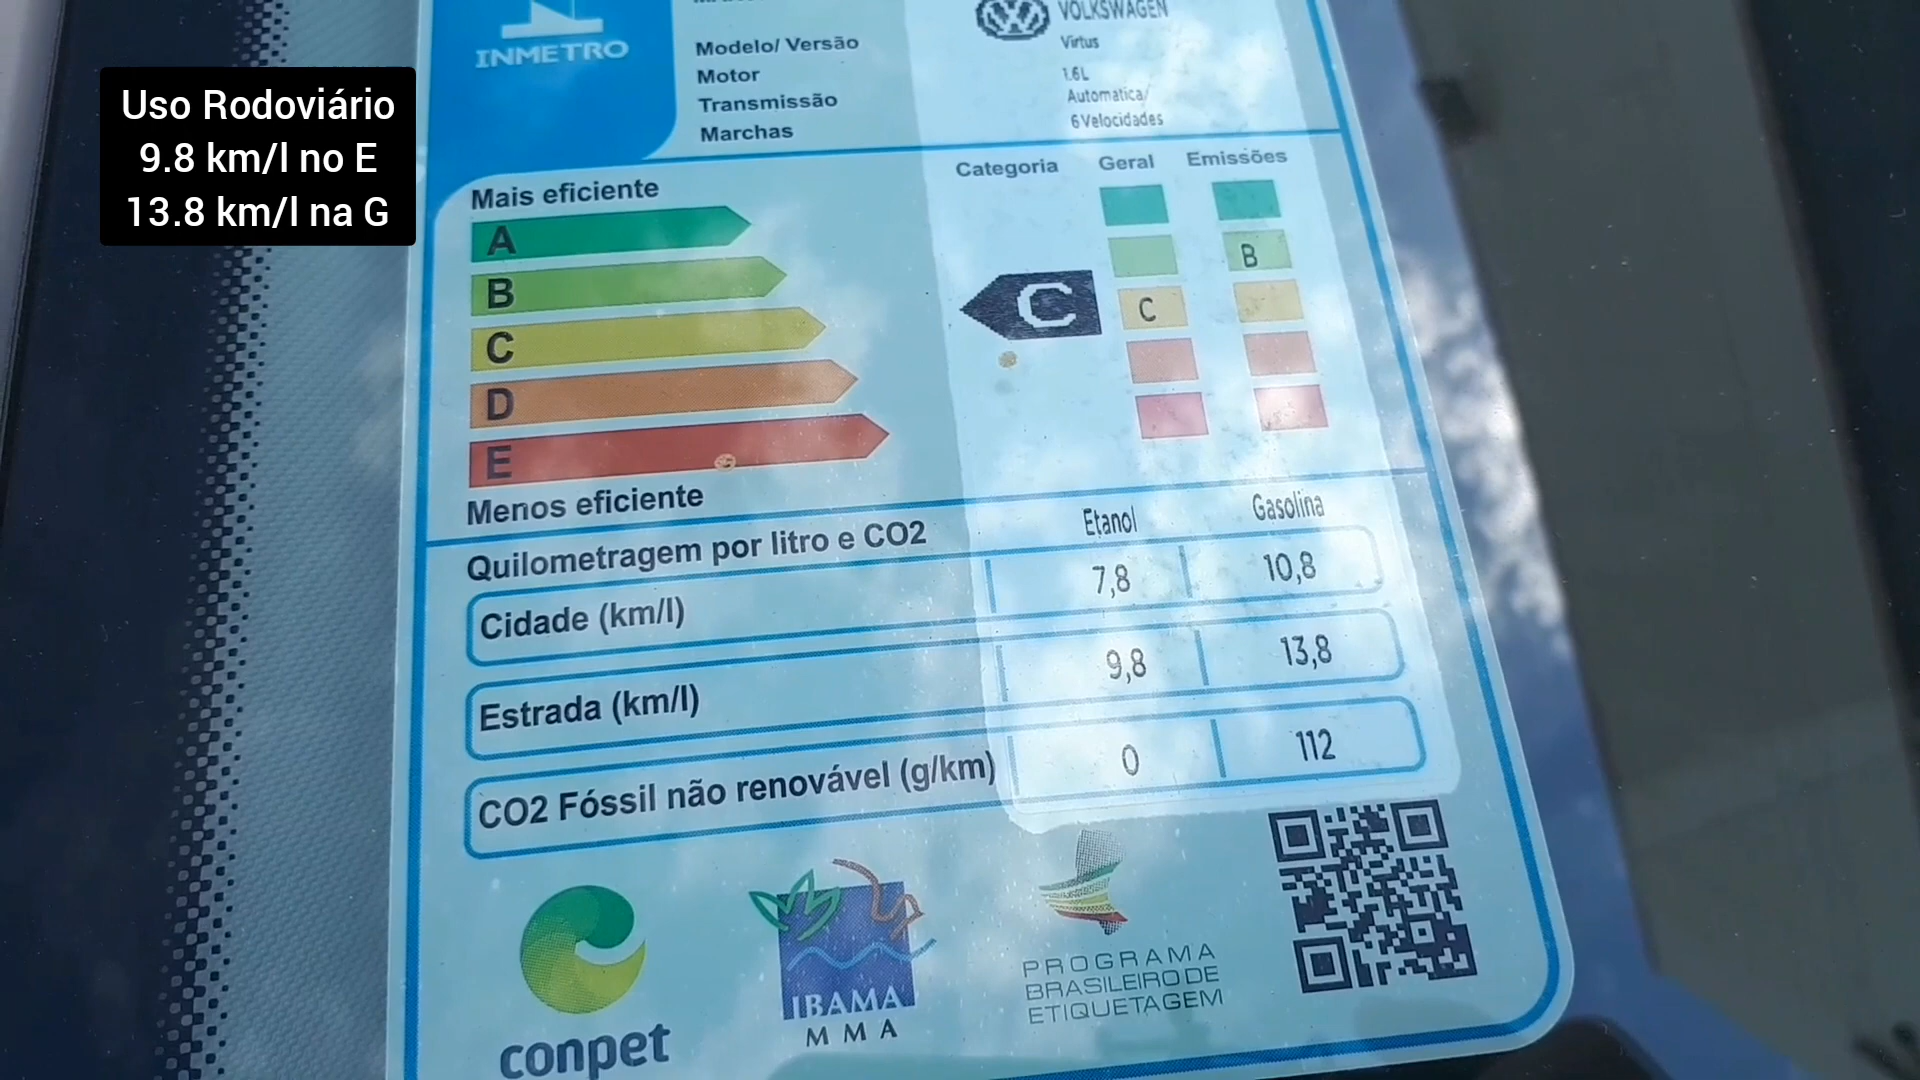 Uso Rodoviário
9.8 km/l no E
13.8 km/l na G
INMETRO
VOLKSWAGEN
Modelo/ Versão
Virtus
Motor
1.6L
Transmissão
Automatica/
Marchas
6 Velocidades
Categoria Geral Emissões
Mais eficiente
A
B
C
D
E
Menos eficiente
C
C
B
Quilometragem por litro e CO2 Etanol Gasolina
Cidade (km/l) 7,8 10,8
Estrada (km/l) 9,8 13,8
CO2 Fóssil não renovável (g/km) 0 112
conpet
IBAMA
MMA
PROGRAMA
BRASILEIRO DE
ETIQUETAGEM